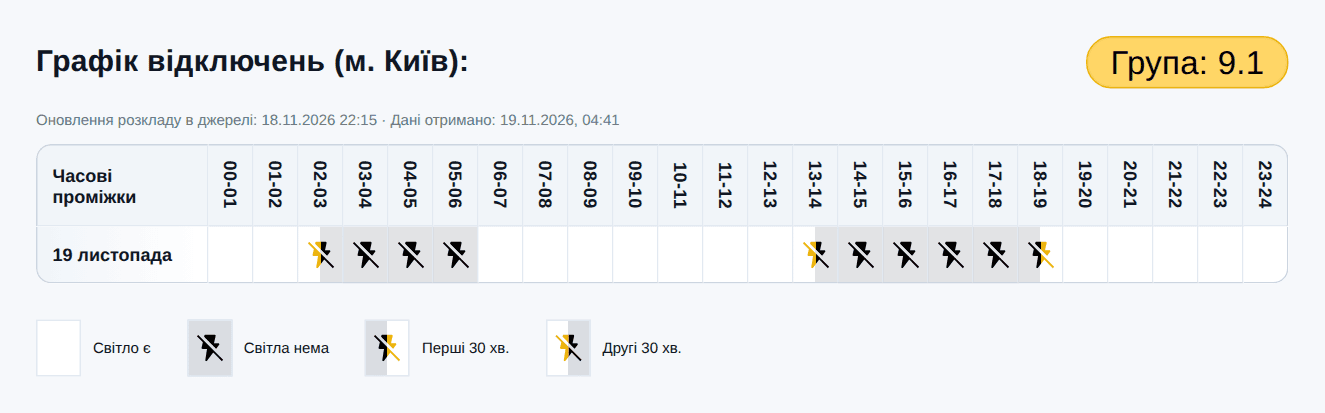 Графік відключень (м. Київ):
Група: 9.1
Оновлення розкладу в джерелі: 18.11.2026 22:15 · Дані отримано: 19.11.2026, 04:41
Часові
проміжки
00-01
01-02
02-03
03-04
04-05
05-06
06-07
07-08
08-09
09-10
10-11
11-12
12-13
13-14
14-15
15-16
16-17
17-18
18-19
19-20
20-21
21-22
22-23
23-24
19 листопада
Світло є
Світла нема
Перші 30 хв.
Другі 30 хв.